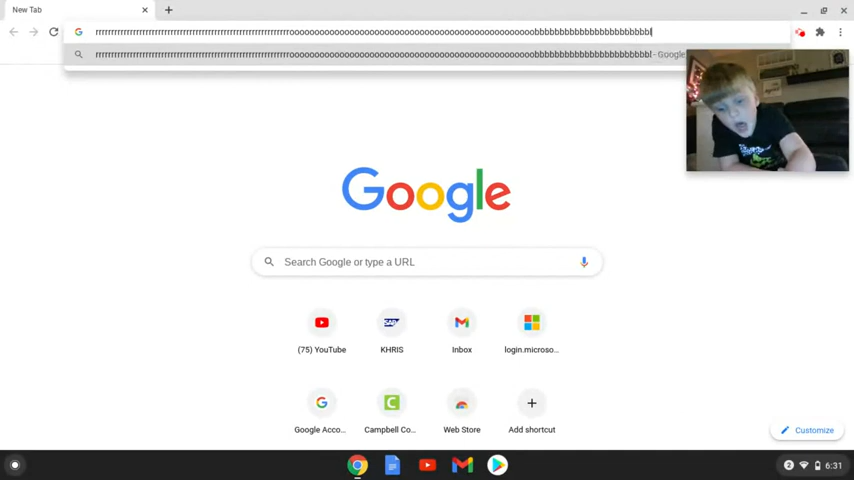 New Tab
Google
Search Google or type a URL
(75) YouTube
KHRIS
Inbox
login.microso...
Google Acco...
Campbell Co...
Web Store
Add shortcut
Customize
2
6:31